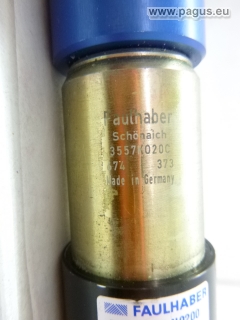 © www.pagus.eu
Faulhaber
Schönaich
3557K020C
373
Made in Germany
FAULHABER